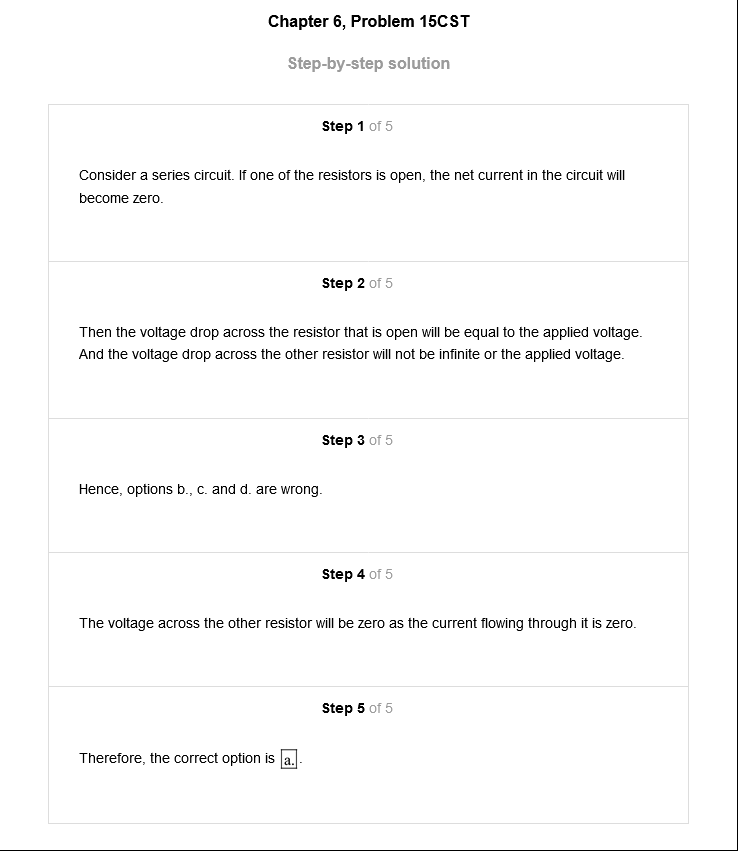 Chapter 6, Problem 15CST
Step-by-step solution
Step 1 of 5
Consider a series circuit. If one of the resistors is open, the net current in the circuit will
become zero.
Step 2 of 5
Then the voltage drop across the resistor that is open will be equal to the applied voltage.
And the voltage drop across the other resistor will not be infinite or the applied voltage.
Step 3 of 5
Hence, options b., c. and d. are wrong.
Step 4 of 5
The voltage across the other resistor will be zero as the current flowing through it is zero.
Step 5 of 5
Therefore, the correct option is a..